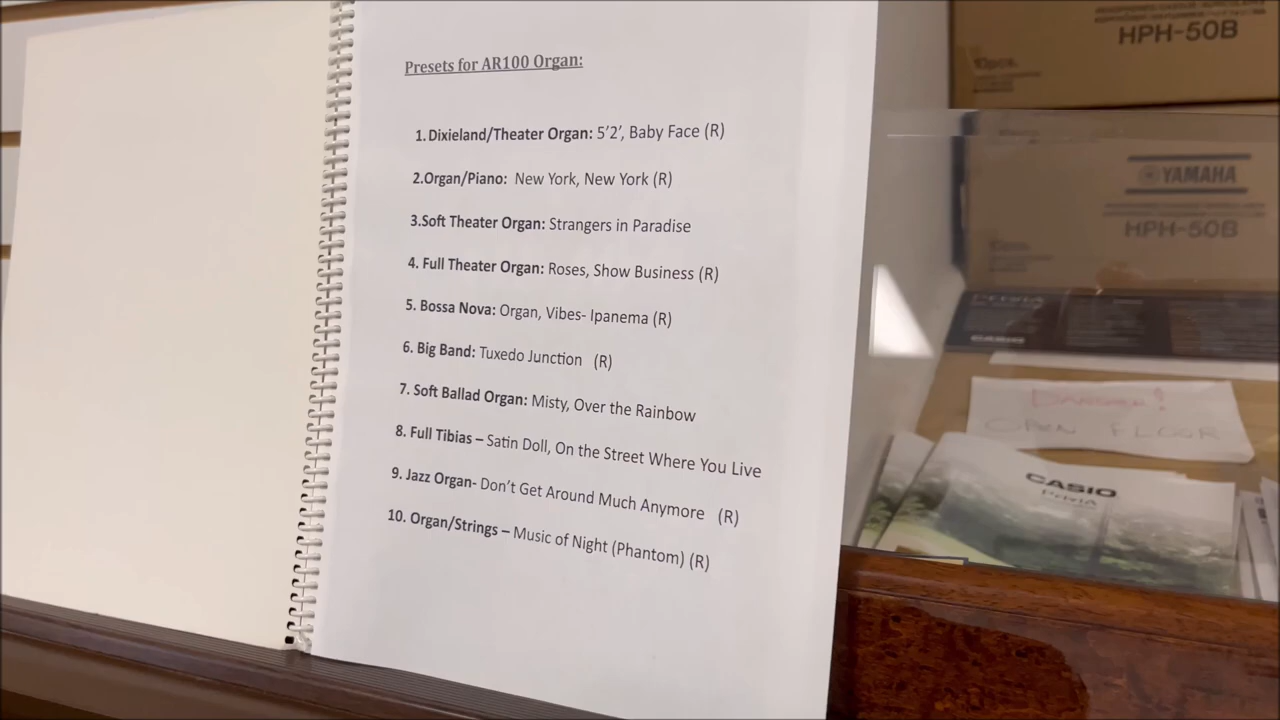 Presets for AR100 Organ:
1. Dixieland/Theater Organ: 5'2', Baby Face (R)
2.Organ/Piano: New York, New York (R)
3.Soft Theater Organ: Strangers in Paradise
4. Full Theater Organ: Roses, Show Business (R)
5. Bossa Nova: Organ, Vibes- Ipanema (R)
6. Big Band: Tuxedo Junction (R)
7. Soft Ballad Organ: Misty, Over the Rainbow
8. Full Tibias – Satin Doll, On the Street Where You Live
9. Jazz Organ- Don't Get Around Much Anymore (R)
10. Organ/Strings – Music of Night (Phantom) (R)
HPH-50B
10pcs.
YAMAHA
HPH-50B
PRIVIA
CASIO
OPEN FLOOR
CASIO
Privia